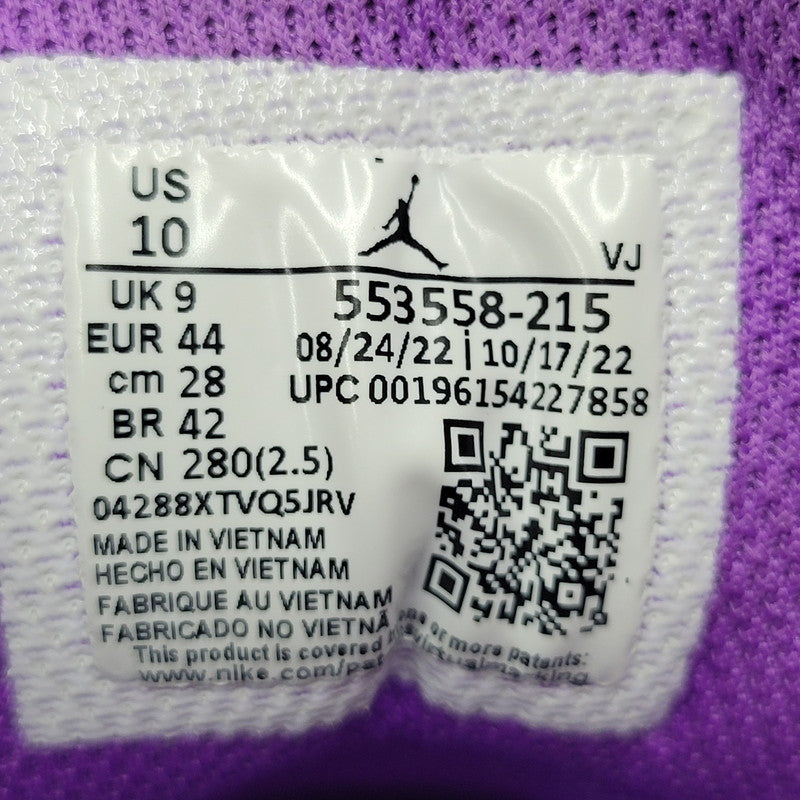 US
10
VJ
UK 9
EUR 44
cm 28
BR 42
CN 280(2.5)
553558-215
08/24/22 | 10/17/22
UPC 00196154227858
04288XTVQ5JRV
MADE IN VIETNAM
HECHO EN VIETNAM
FABRIQUE AU VIETNAM
FABRICADO NO VIETNÃ
This product is covered one or more patents:
www.nike.com/pat